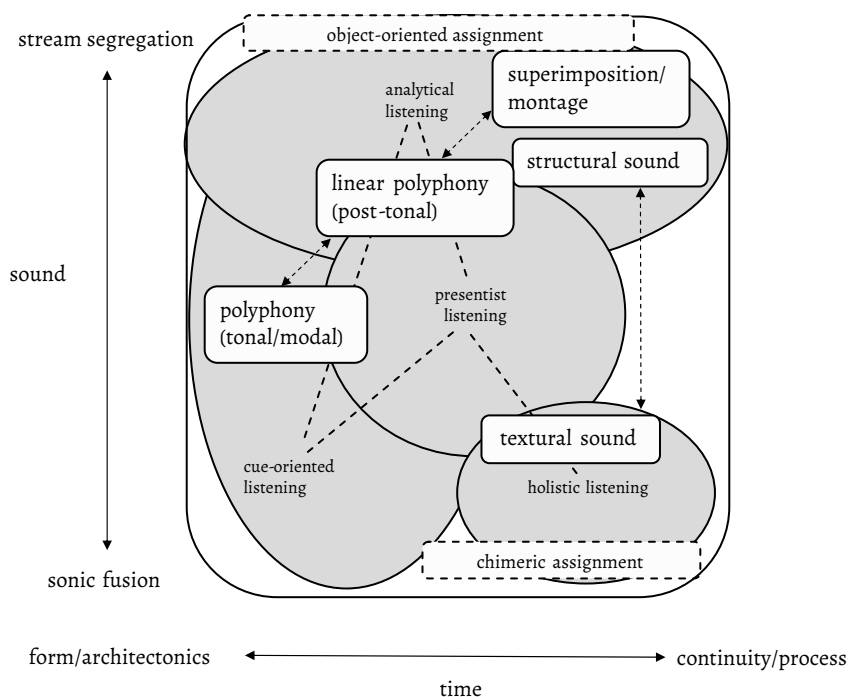 stream segregation
object-oriented assignment
superimposition/
montage
analytical
listening
structural sound
linear polyphony
(post-tonal)
sound
presentist
listening
polyphony
(tonal/modal)
textural sound
cue-oriented
listening
holistic listening
chimeric assignment
sonic fusion
form/architectonics
continuity/process
time